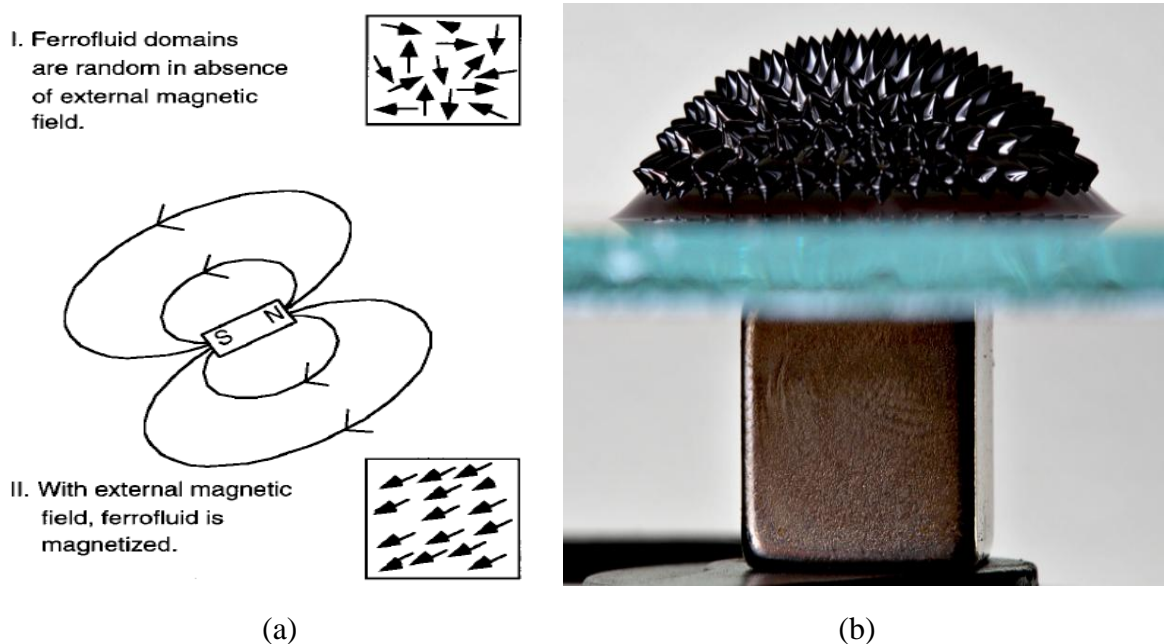 I. Ferrofluid domains
are random in absence
of external magnetic
field.
S N
II. With external magnetic
field, ferrofluid is
magnetized.
(a)
(b)